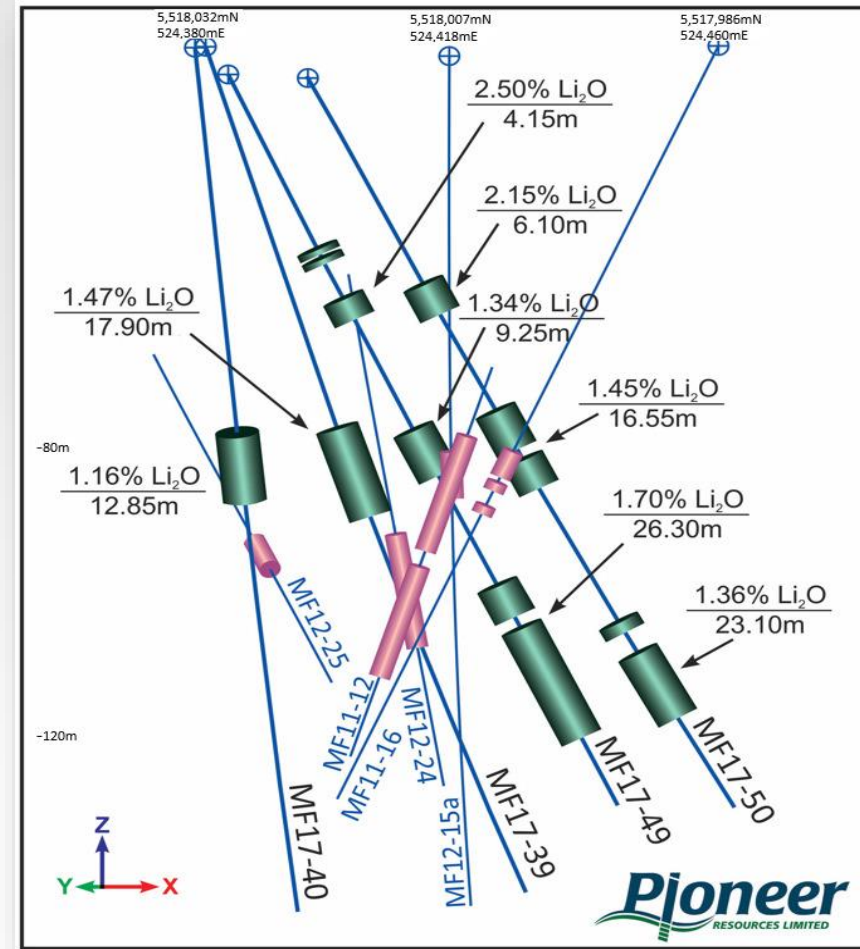 5,518,032mN
524,380mE
5,518,007mN
524,418mE
5,517,986mN
524,460mE
2.50% Li₂O
4.15m
2.15% Li₂O
6.10m
1.47% Li₂O
17.90m
1.34% Li₂O
9.25m
1.45% Li₂O
16.55m
-80m
1.16% Li₂O
12.85m
1.70% Li₂O
26.30m
1.36% Li₂O
23.10m
-120m
MF12-25
MF11-12
MF11-16
MF12-24
MF12-15a
MF17-40
MF17-39
MF17-49
MF17-50
Z
Y
X
Pioneer
RESOURCES LIMITED